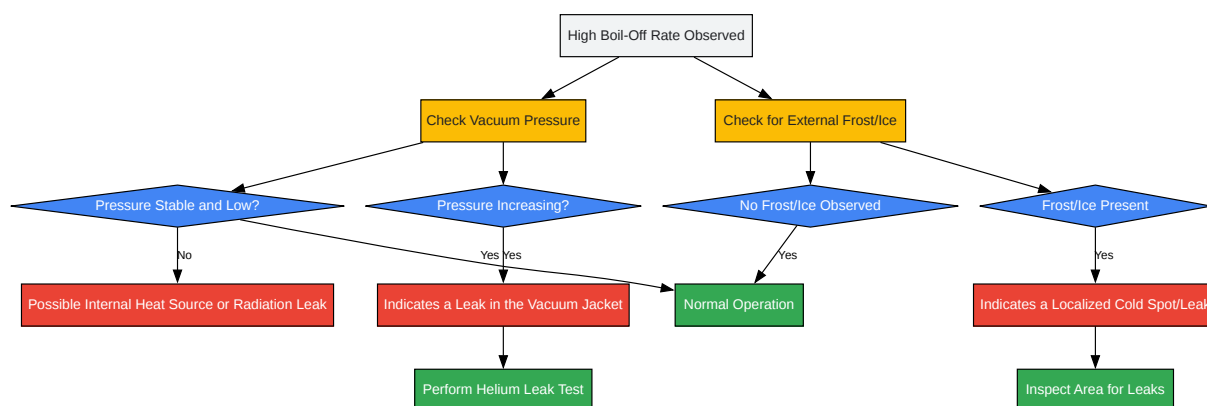 High Boil-Off Rate Observed
Check Vacuum Pressure
Check for External Frost/Ice
Pressure Stable and Low?
Pressure Increasing?
No Frost/Ice Observed
Frost/Ice Present
No
Yes
Yes
Yes
Yes
Possible Internal Heat Source or Radiation Leak
Indicates a Leak in the Vacuum Jacket
Normal Operation
Indicates a Localized Cold Spot/Leak
Perform Helium Leak Test
Inspect Area for Leaks